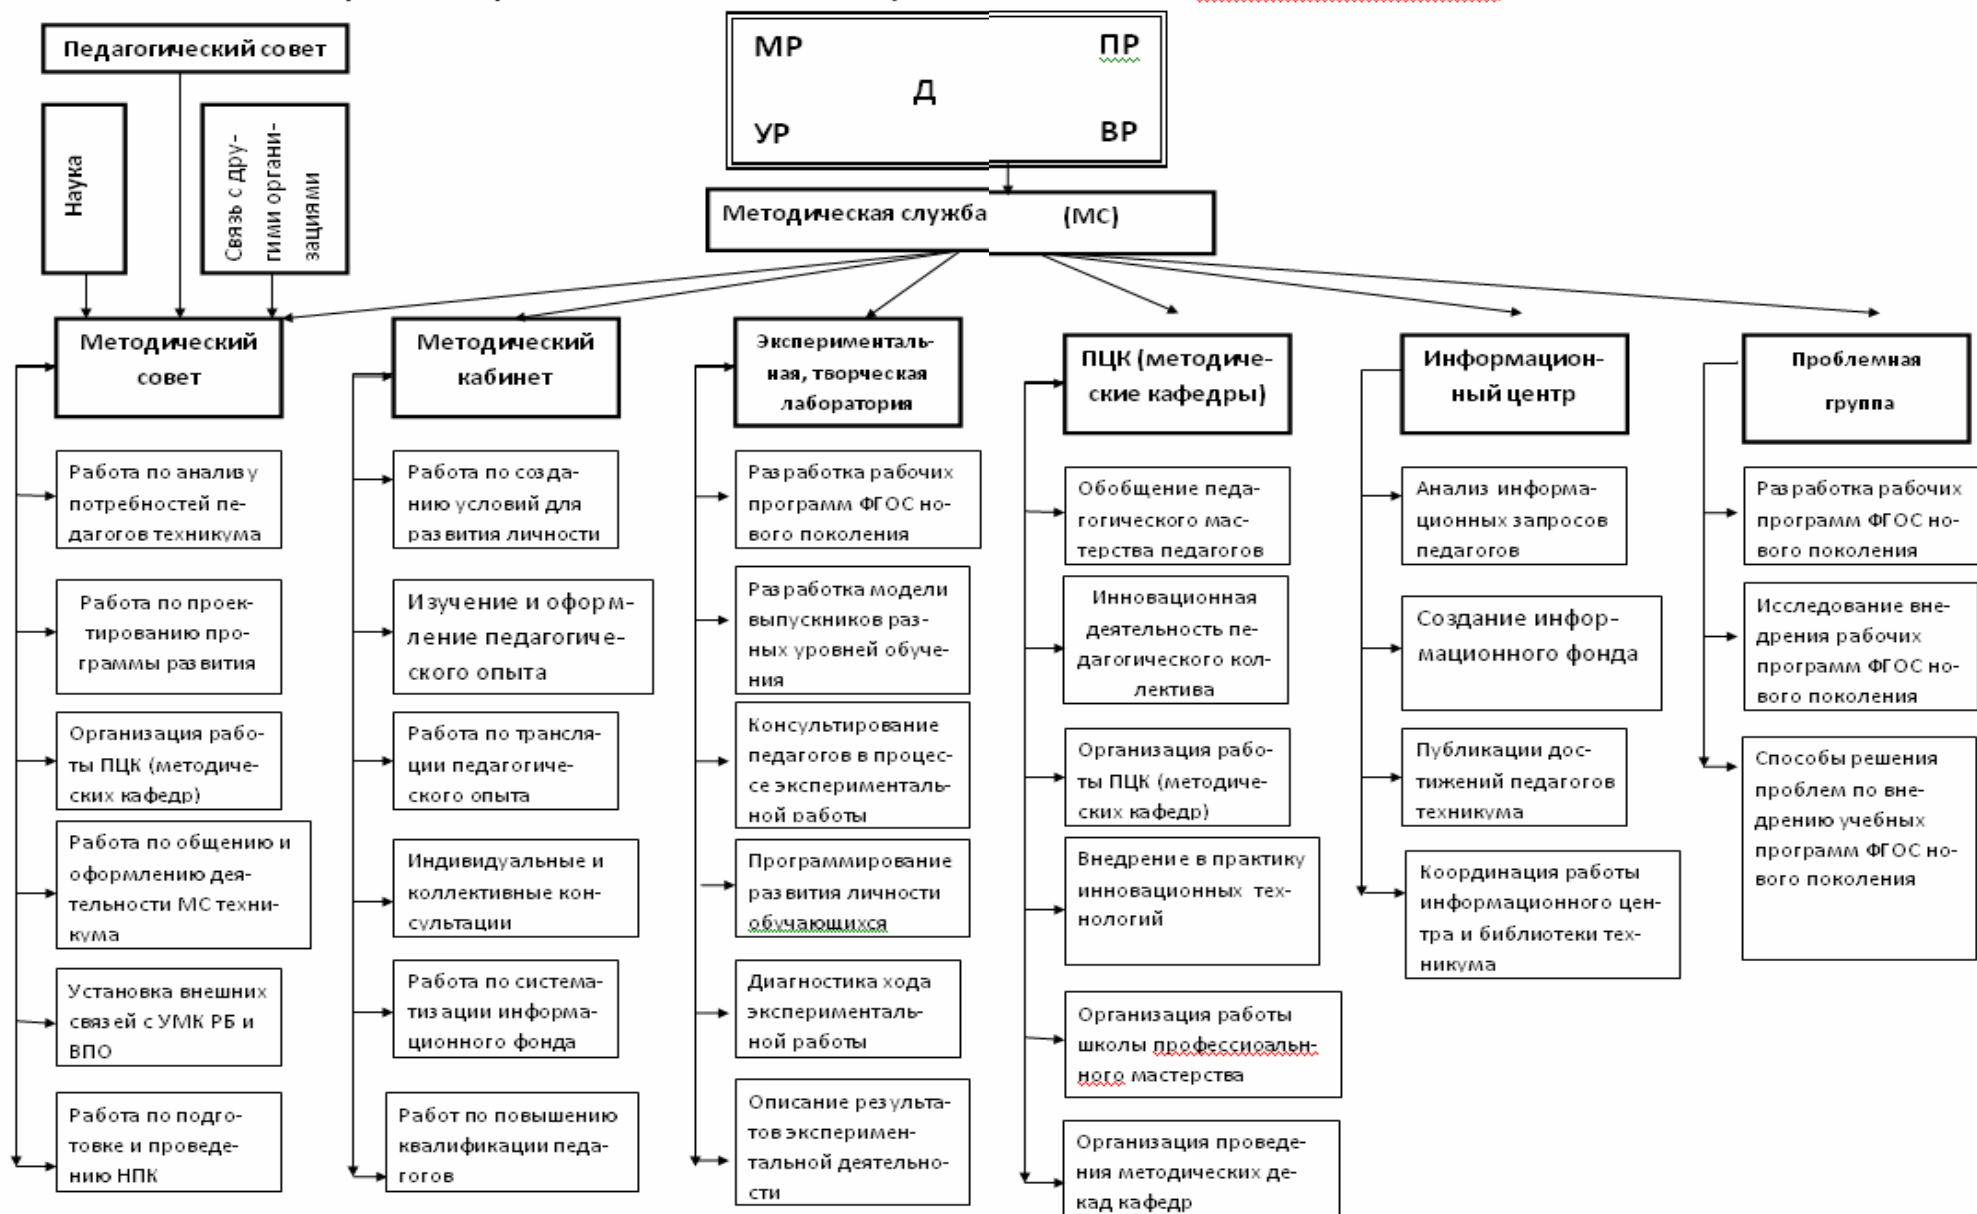 Педагогический совет
Наука
Связь с дру-
гими органи-
зациями
МР
ПР
Д
УР
ВР
Методическая служба (МС)
Методический
совет
Работа по анализу
потребностей пе-
дагогов техникума
Работа по проек-
тированию про-
граммы развития
Организация рабо-
ты ПЦК (методиче-
ских кафедр)
Работа по общению и
оформлению дея-
тельности МС техни-
кума
Установка внешних
связей с УМК РБ и
ВПО
Работа по подго-
товке и проведе-
нию НПК
Методический
кабинет
Работа по созда-
нию условий для
развития личности
Изучение и оформ-
ление педагогиче-
ского опыта
Работа по трансля-
ции педагогиче-
ского опыта
Индивидуальные и
коллективные кон-
сультации
Работа по система-
тизации информа-
ционного фонда
Работ по повышению
квалификации педа-
гогов
Эксперименталь-
ная, творческая
лаборатория
Разработка рабочих
программ ФГОС но-
вого поколения
Разработка модели
выпускников раз-
ных уровней обуче-
ния
Консультирование
педагогов в процес-
се эксперименталь-
ной работы
Программирование
развития личности
обучающихся
Диагностика хода
эксперименталь-
ной работы
Описание результа-
тов эксперимен-
тальной деятельно-
сти
ПЦК (методиче-
ские кафедры)
Обобщение педа-
гогического мас-
терства педагогов
Инновационная
деятельность пе-
дагогического кол-
лектива
Организация рабо-
ты ПЦК (методиче-
ских кафедр)
Внедрение в практику
инновационных тех-
нологий
Организация работы
школы профессиоальн-
ного мастерства
Организация проведе-
ния методических де-
кад кафедр
Информацион-
ный центр
Анализ информа-
ционных запросов
педагогов
Создание инфор-
мационного фонда
Публикации дос-
тижений педагогов
техникума
Координация работы
информационного цен-
тра и библиотеки тех-
никума
Проблемная
группа
Разработка рабочих
программ ФГОС но-
вого поколения
Исследование вне-
дрения рабочих
программ ФГОС но-
вого поколения
Способы решения
проблем по вне-
дрению учебных
программ ФГОС но-
вого поколения